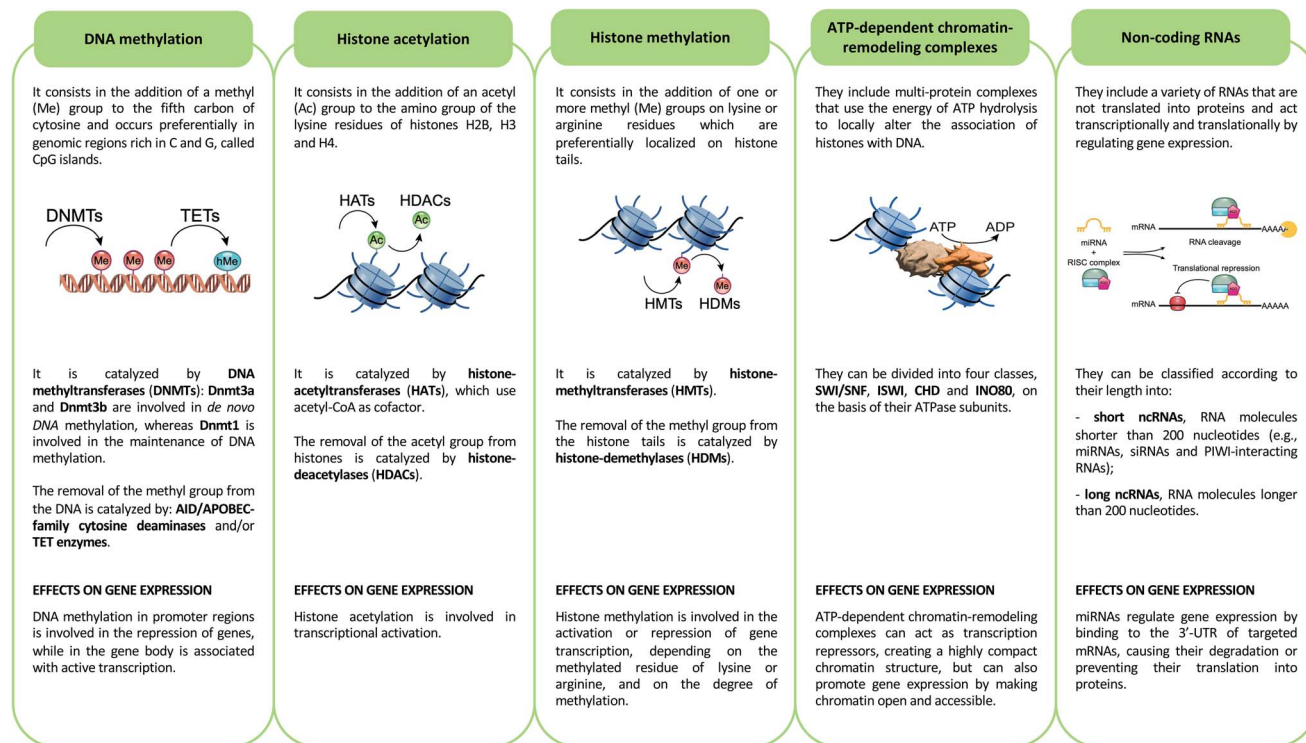 DNA methylation
It consists in the addition of a methyl
(Me) group to the fifth carbon of
cytosine and occurs preferentially in
genomic regions rich in C and G, called
CpG islands.
DNMTs
TETs
Me
Me
Me
hMe
It is catalyzed by DNA
methyltransferases (DNMTs): Dnmt3a
and Dnmt3b are involved in de novo
DNA methylation, whereas Dnmt1 is
involved in the maintenance of DNA
methylation.
The removal of the methyl group from
the DNA is catalyzed by: AID/APOBEC-
family cytosine deaminases and/or
TET enzymes.
EFFECTS ON GENE EXPRESSION
DNA methylation in promoter regions
is involved in the repression of genes,
while in the gene body is associated
with active transcription.
Histone acetylation
It consists in the addition of an acetyl
(Ac) group to the amino group of the
lysine residues of histones H2B, H3
and H4.
HATs
HDACs
Ac
Ac
It is catalyzed by histone-
acetyltransferases (HATs), which use
acetyl-CoA as cofactor.
The removal of the acetyl group from
histones is catalyzed by histone-
deacetylases (HDACs).
EFFECTS ON GENE EXPRESSION
Histone acetylation is involved in
transcriptional activation.
Histone methylation
It consists in the addition of one or
more methyl (Me) groups on lysine or
arginine residues which are
preferentially localized on histone
tails.
Me
Me
HMTs
HDMs
It is catalyzed by histone-
methyltransferases (HMTs).
The removal of the methyl group from
the histone tails is catalyzed by
histone-demethylases (HDMs).
EFFECTS ON GENE EXPRESSION
Histone methylation is involved in the
activation or repression of gene
transcription, depending on the
methylated residue of lysine or
arginine, and on the degree of
methylation.
ATP-dependent chromatin-
remodeling complexes
They include multi-protein complexes
that use the energy of ATP hydrolysis
to locally alter the association of
histones with DNA.
ATP
ADP
They can be divided into four classes,
SWI/SNF, ISWI, CHD and INO80, on
the basis of their ATPase subunits.
EFFECTS ON GENE EXPRESSION
ATP-dependent chromatin-remodeling
complexes can act as transcription
repressors, creating a highly compact
chromatin structure, but can also
promote gene expression by making
chromatin open and accessible.
Non-coding RNAs
They include a variety of RNAs that are
not translated into proteins and act
transcriptionally and translationally by
regulating gene expression.
miRNA
+
RISC complex
mRNA
AAAAA
RNA cleavage
Translational repression
mRNA
AAAAA
They can be classified according to
their length into:
- short ncRNAs, RNA molecules
shorter than 200 nucleotides (e.g.,
miRNAs, siRNAs and PIWI-interacting
RNAs);
- long ncRNAs, RNA molecules longer
than 200 nucleotides.
EFFECTS ON GENE EXPRESSION
miRNAs regulate gene expression by
binding to the 3’-UTR of targeted
mRNAs, causing their degradation or
preventing their translation into
proteins.